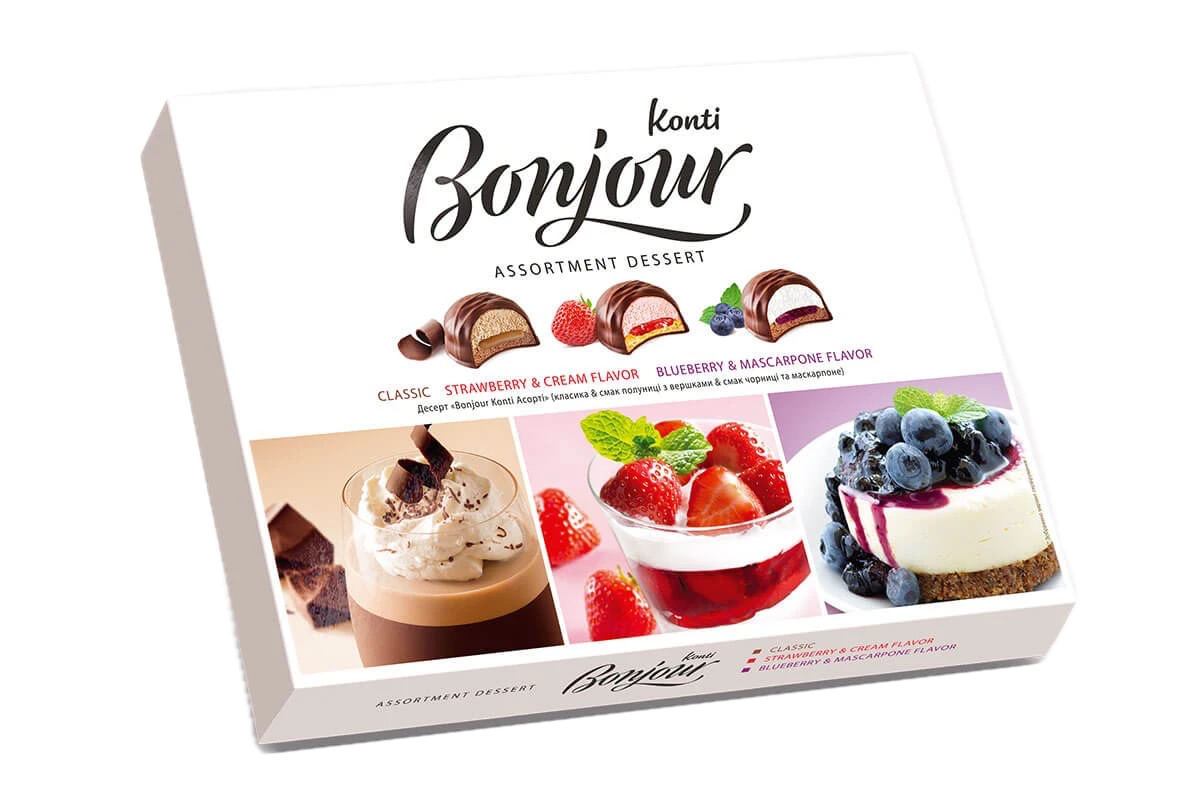 Konti
Bonjour
ASSORTMENT DESSERT
CLASSIC STRAWBERRY & CREAM FLAVOR BLUEBERRY & MASCARPONE FLAVOR
Десерт «Bonjour Konti Асорті» (класика & смак полуниці з вершками & смак чорниці та маскарпоне)
ASSORTMENT DESSERT
Konti
Bonjour
CLASSIC
STRAWBERRY & CREAM FLAVOR
BLUEBERRY & MASCARPONE FLAVOR